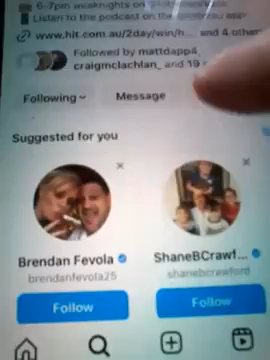 6-7pm weeknights on
Listen to the podcast on the
www.hit.com.au/2day/win/h... and 4 others
Followed by mattdapp4,
craigmclachlan_ and 19
Following
Message
Suggested for you
Brendan Fevola
brendanfevola25
Follow
ShaneBCrawf...
shanebcrawford
Follow